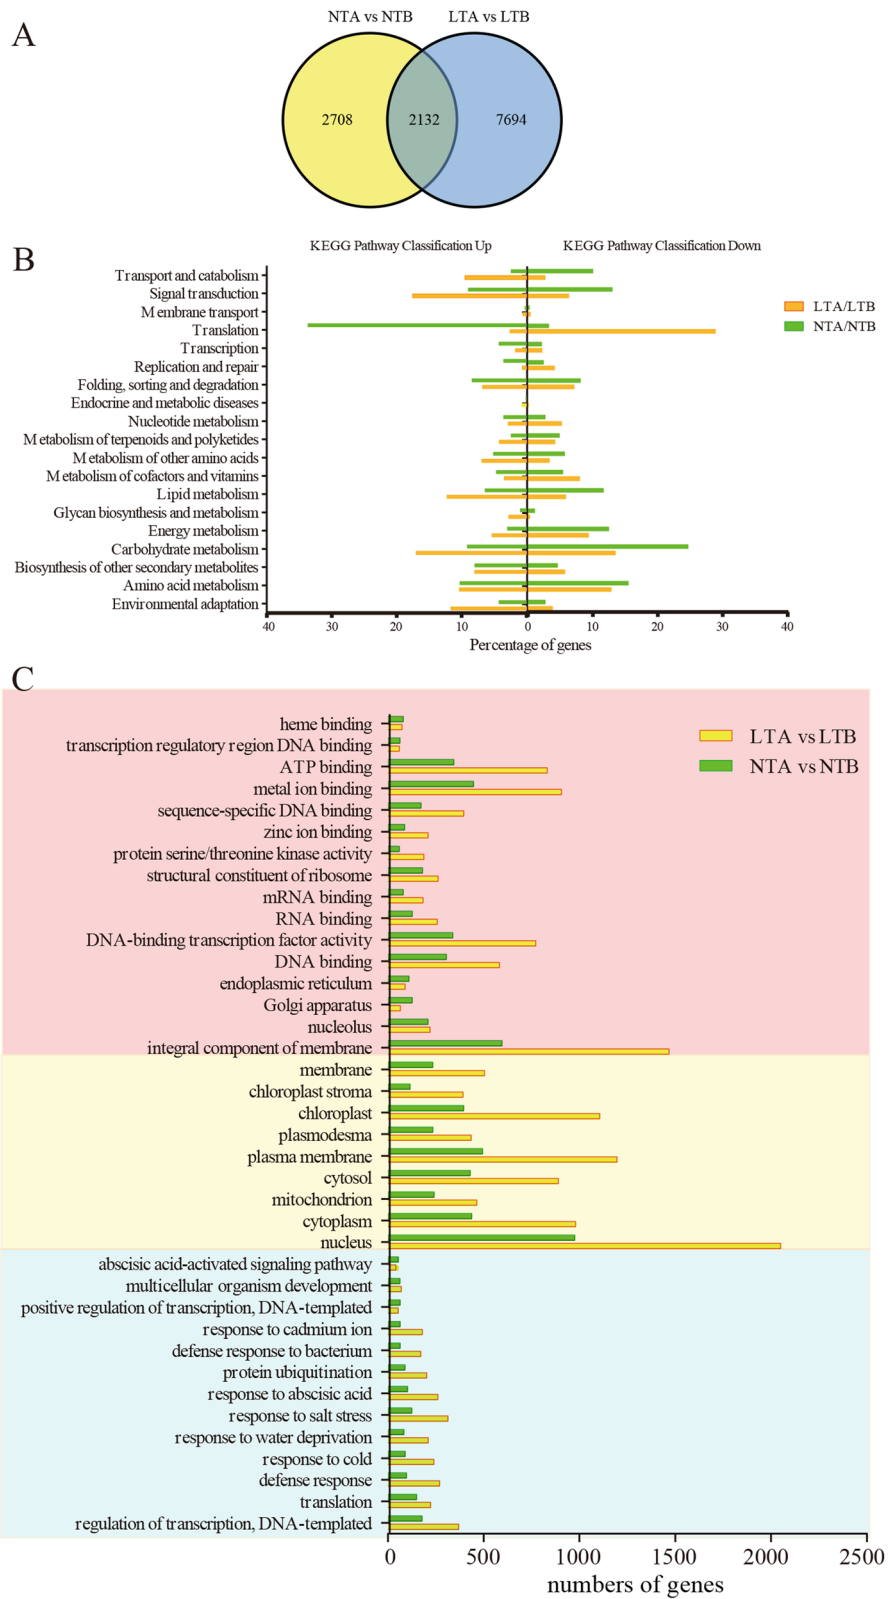 A
NTA vs NTB
LTA vs LTB
2708
2132
7694
B
KEGG Pathway Classification Up
KEGG Pathway Classification Down
Transport and catabolism
Signal transduction
Membrane transport
Translation
Transcription
Replication and repair
Folding, sorting and degradation
Endocrine and metabolic diseases
Nucleotide metabolism
Metabolism of terpenoids and polyketides
Metabolism of other amino acids
Metabolism of cofactors and vitamins
Lipid metabolism
Glycan biosynthesis and metabolism
Energy metabolism
Carbohydrate metabolism
Biosynthesis of other secondary metabolites
Amino acid metabolism
Environmental adaptation
LTA/LTB
NTA/NTB
40 30 20 10 0 10 20 30 40
Percentage of genes
C
LTA vs LTB
NTA vs NTB
heme binding
transcription regulatory region DNA binding
ATP binding
metal ion binding
sequence-specific DNA binding
zinc ion binding
protein serine/threonine kinase activity
structural constituent of ribosome
mRNA binding
RNA binding
DNA-binding transcription factor activity
DNA binding
endoplasmic reticulum
Golgi apparatus
nucleolus
integral component of membrane
membrane
chloroplast stroma
chloroplast
plasmodesma
plasma membrane
cytosol
mitochondrion
cytoplasm
nucleus
abscisic acid-activated signaling pathway
multicellular organism development
positive regulation of transcription, DNA-templated
response to cadmium ion
defense response to bacterium
protein ubiquitination
response to abscisic acid
response to salt stress
response to water deprivation
response to cold
defense response
translation
regulation of transcription, DNA-templated
0 500 1000 1500 2000 2500
numbers of genes